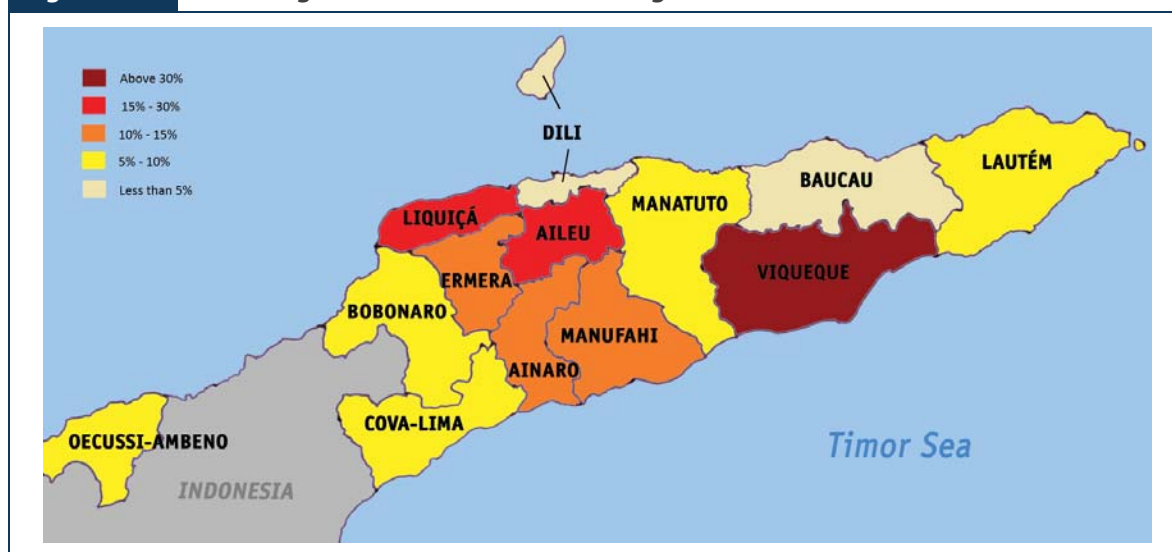 Above 30%
15% - 30%
10% - 15%
5% - 10%
Less than 5%
DILI
LAUTÉM
BAUCAU
MANATUTO
LIQUIÇÁ
AILEU
VIQUEQUE
ERMERA
BOBONARO
MANUFAHI
AINARO
COVA-LIMA
OECUSSI-AMBENO
Timor Sea
INDONESIA